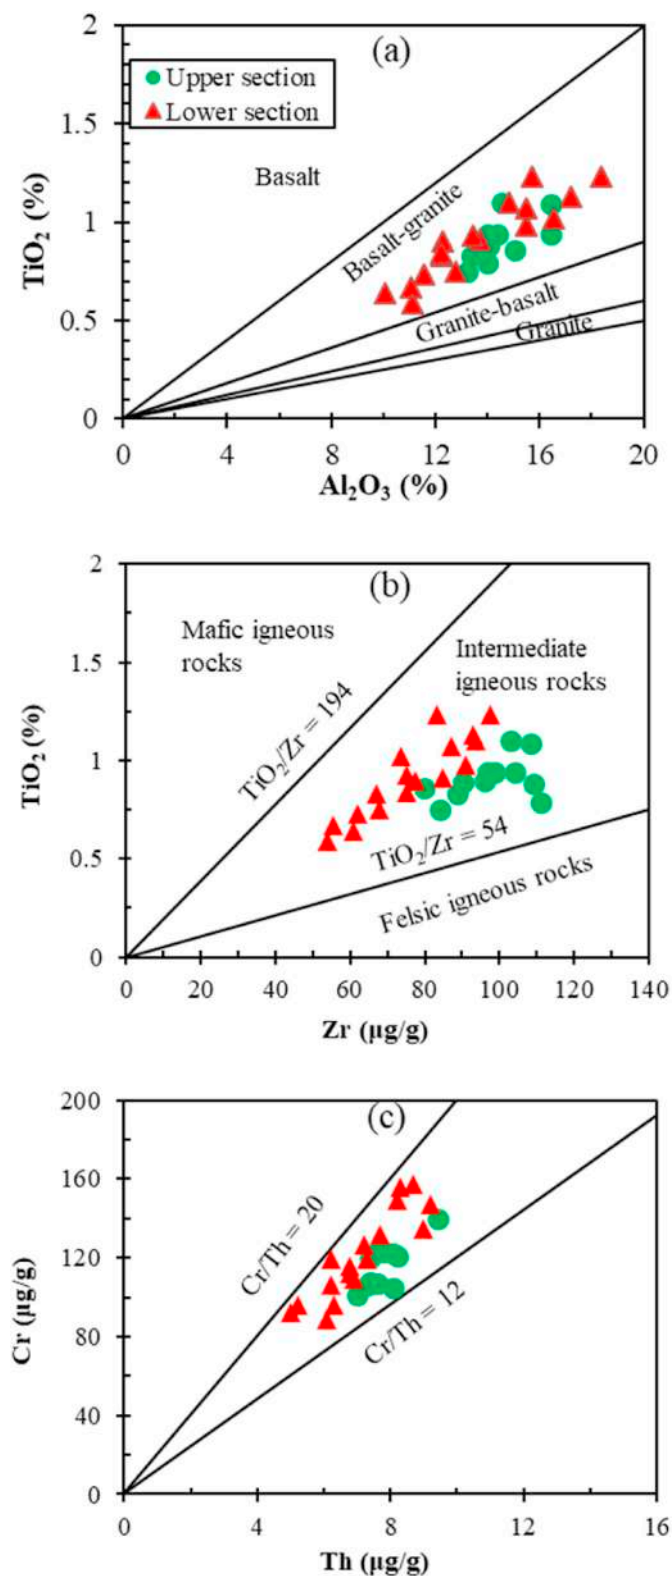 (a)
Upper section
Lower section
Basalt
Basalt-granite
Granite-basalt
Granite
TiO₂ (%)
2
1.5
1
0.5
0
0 4 8 12 16 20
Al₂O₃ (%)
(b)
Mafic igneous
rocks
Intermediate
igneous rocks
TiO₂/Zr = 194
TiO₂/Zr = 54
Felsic igneous rocks
TiO₂ (%)
2
1.5
1
0.5
0
0 20 40 60 80 100 120 140
Zr (µg/g)
(c)
Cr/Th = 20
Cr/Th = 12
Cr (µg/g)
200
160
120
80
40
0
0 4 8 12 16
Th (µg/g)